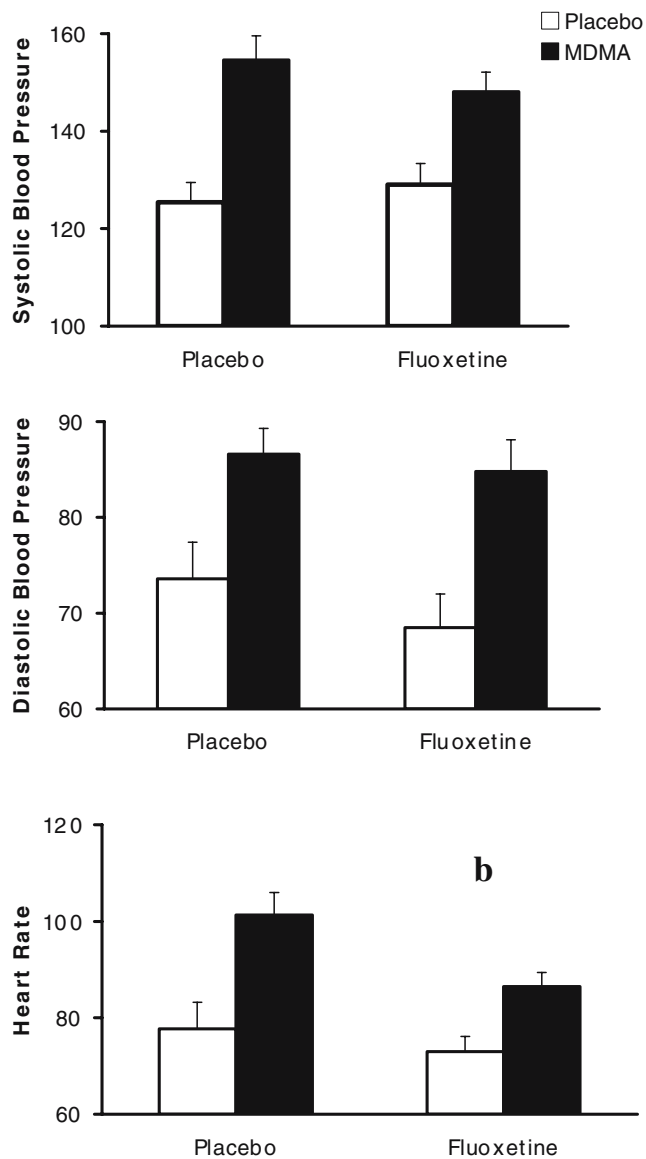 Placebo
MDMA
Systolic Blood Pressure
160
140
120
100
Placebo
Fluoxetine
Diastolic Blood Pressure
90
80
70
60
Placebo
Fluoxetine
Heart Rate
120
100
80
60
b
Placebo
Fluoxetine